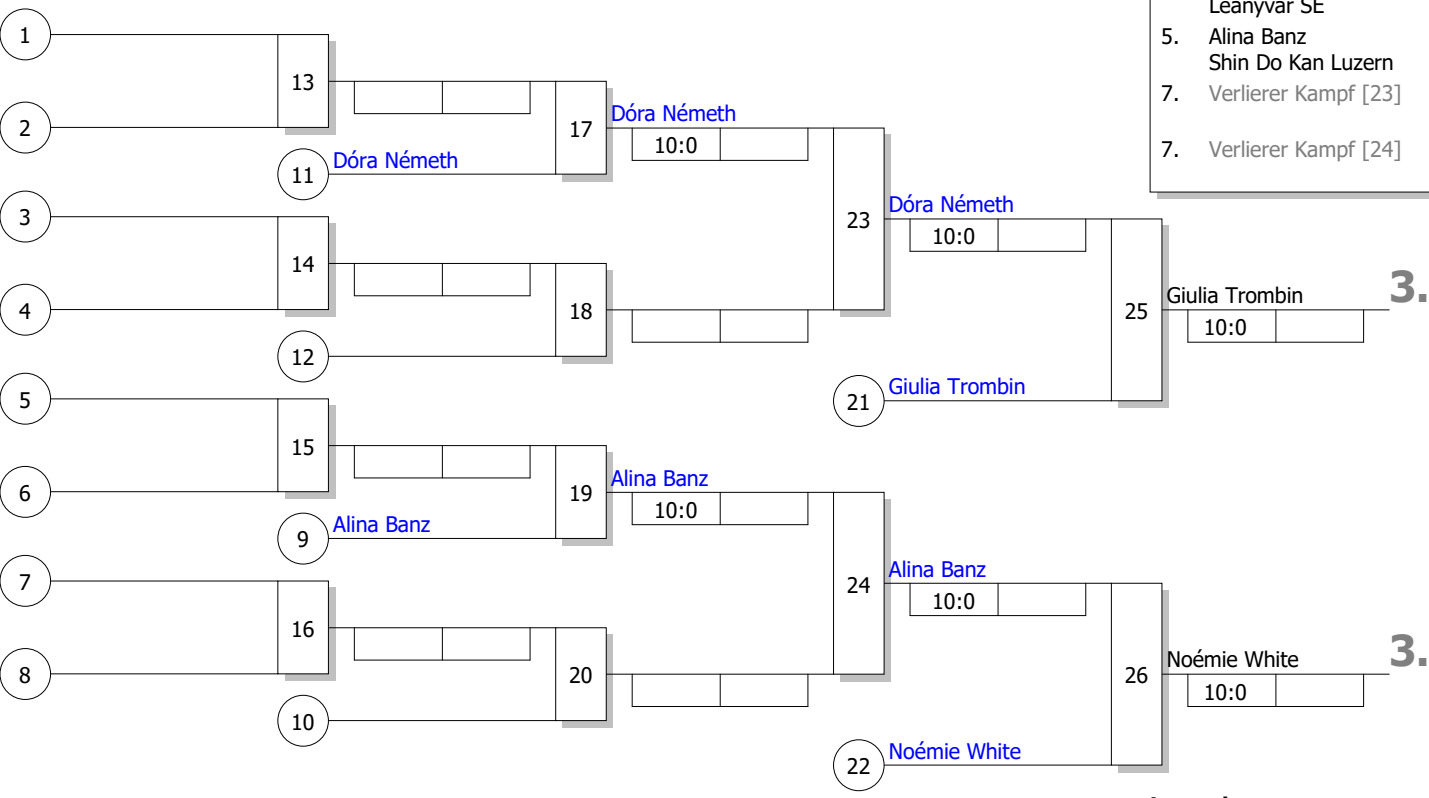 Leányvár SE
5. Alina Banz
Shin Do Kan Luzern
7. Verlierer Kampf [23]
7. Verlierer Kampf [24]
1
13
2
17
Dóra Németh
10:0
11
Dóra Németh
3
23
Dóra Németh
10:0
14
4
18
25
Giulia Trombin
3.
10:0
12
5
21
Giulia Trombin
15
6
19
Alina Banz
10:0
9
Alina Banz
7
24
Alina Banz
10:0
16
8
20
26
Noémie White
3.
10:0
10
22
Noémie White